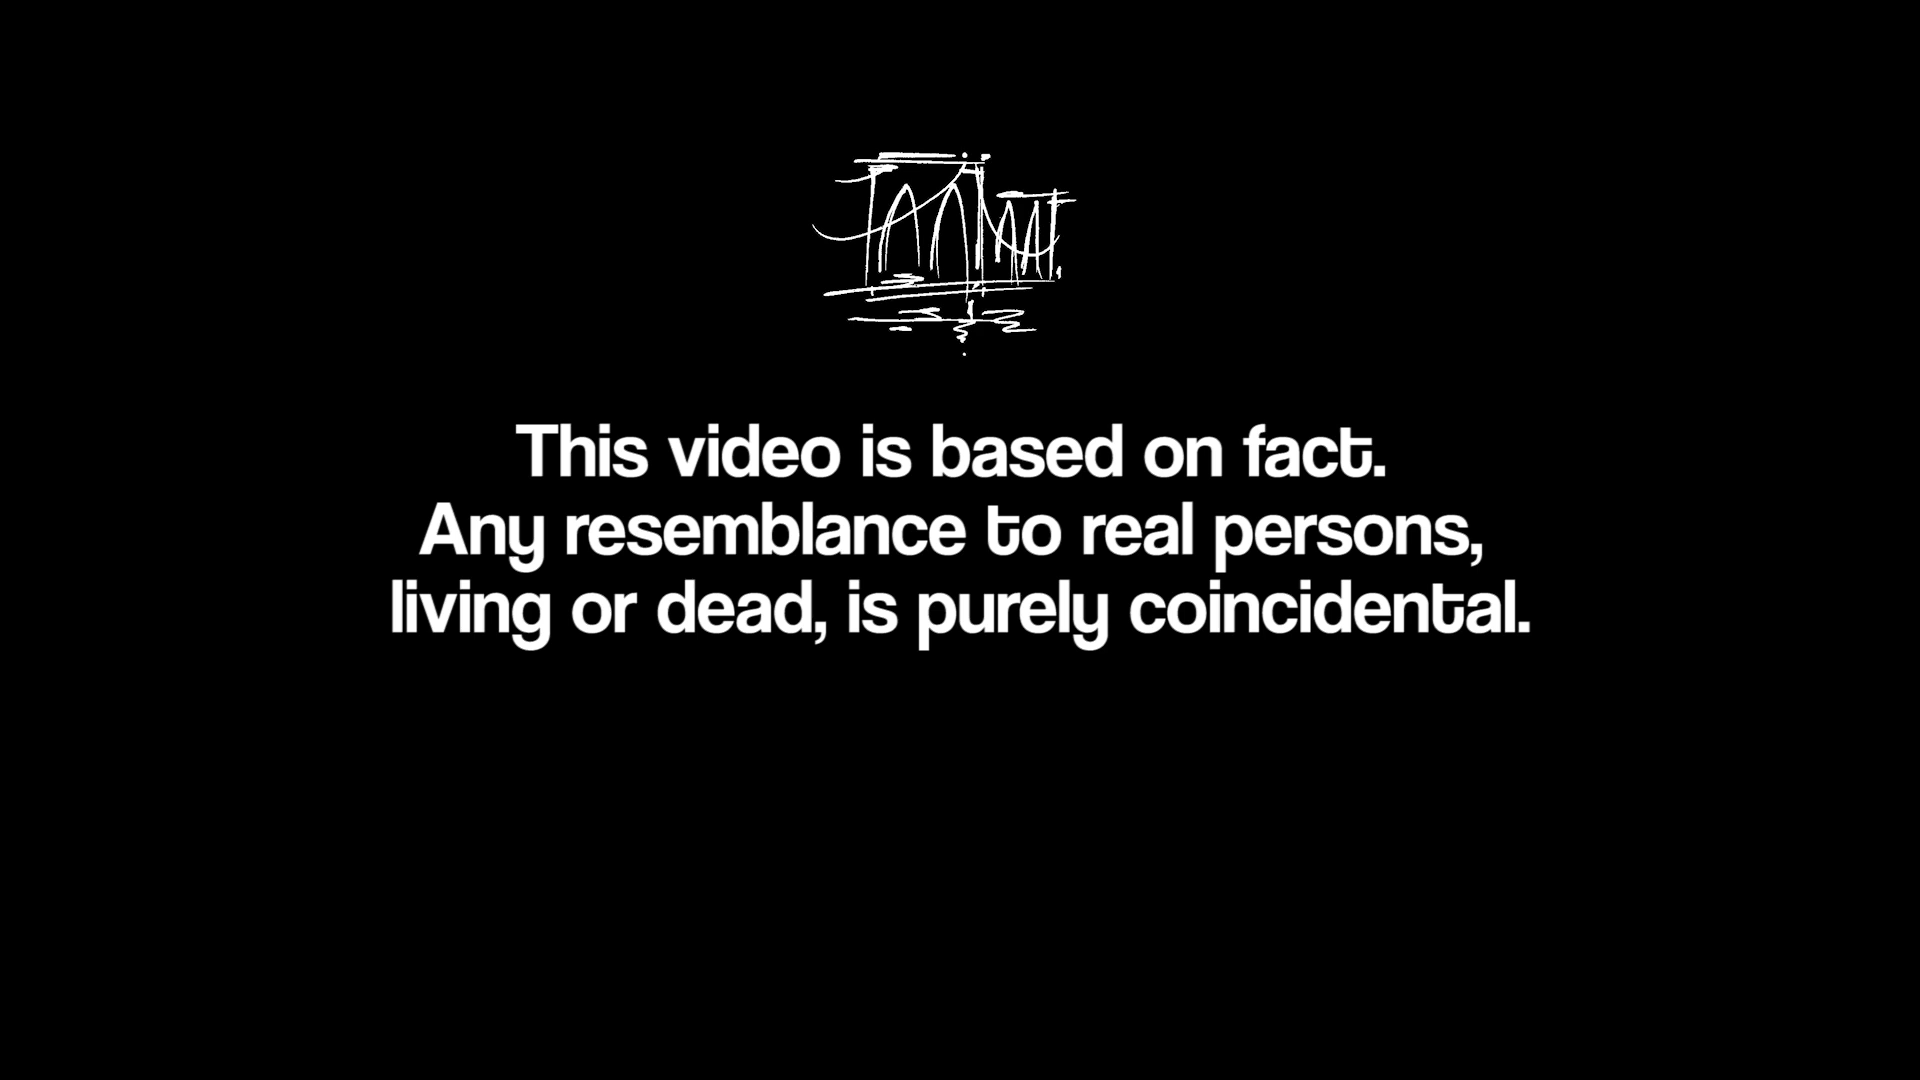 This video is based on fact.
Any resemblance to real persons,
living or dead, is purely coincidental.